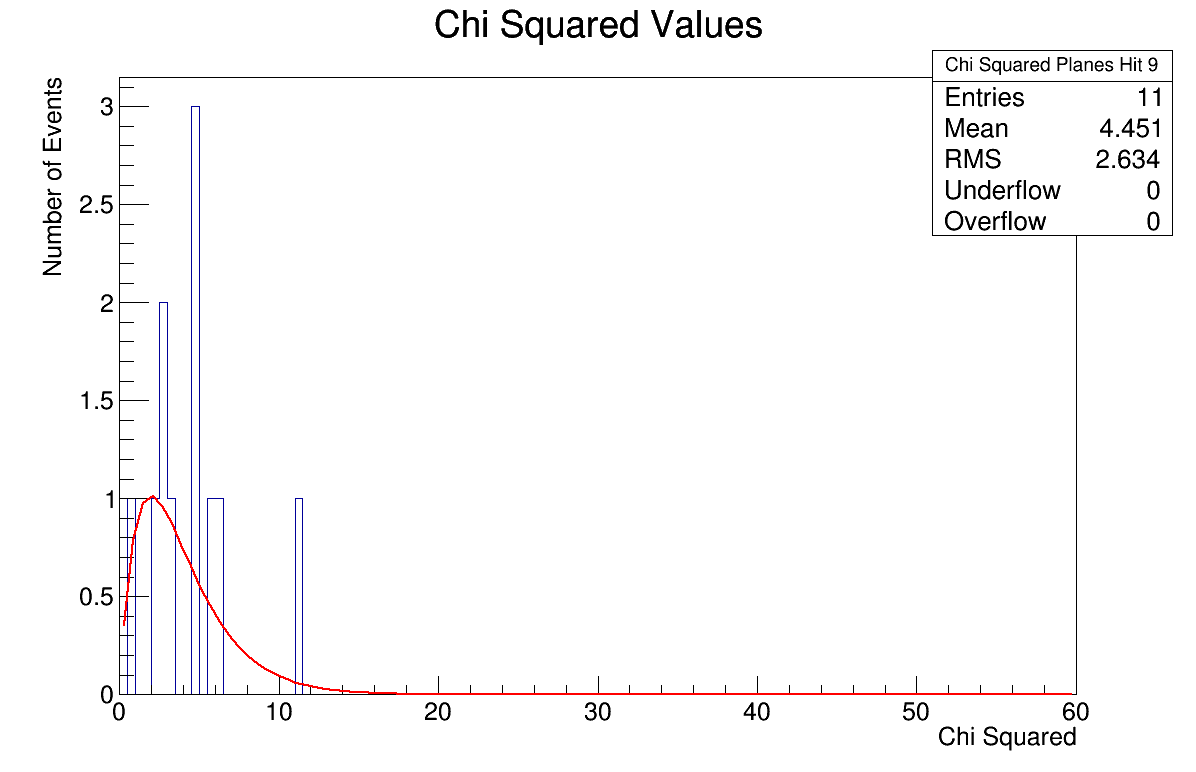 Chi Squared Values
Chi Squared Planes Hit 9
Entries 11
Mean 4.451
RMS 2.634
Underflow 0
Overflow 0
Number of Events
3
2.5
2
1.5
1
0.5
0
0 10 20 30 40 50 60
Chi Squared